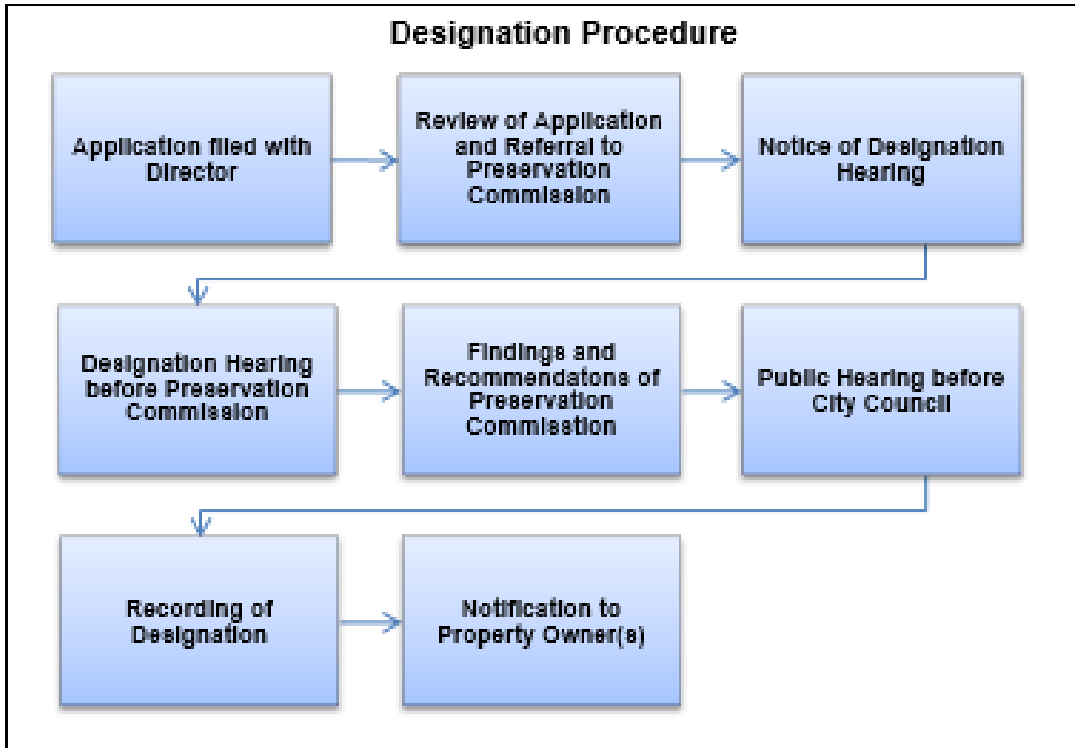 Designation Procedure
Application filed with
Director
Review of Application
and Referral to
Preservation
Commission
Notice of Designation
Hearing
Designation Hearing
before Preservation
Commission
Findings and
Recommendatons of
Preservation
Commission
Public Hearing before
City Council
Recording of
Designation
Notification to
Property Owner(s)